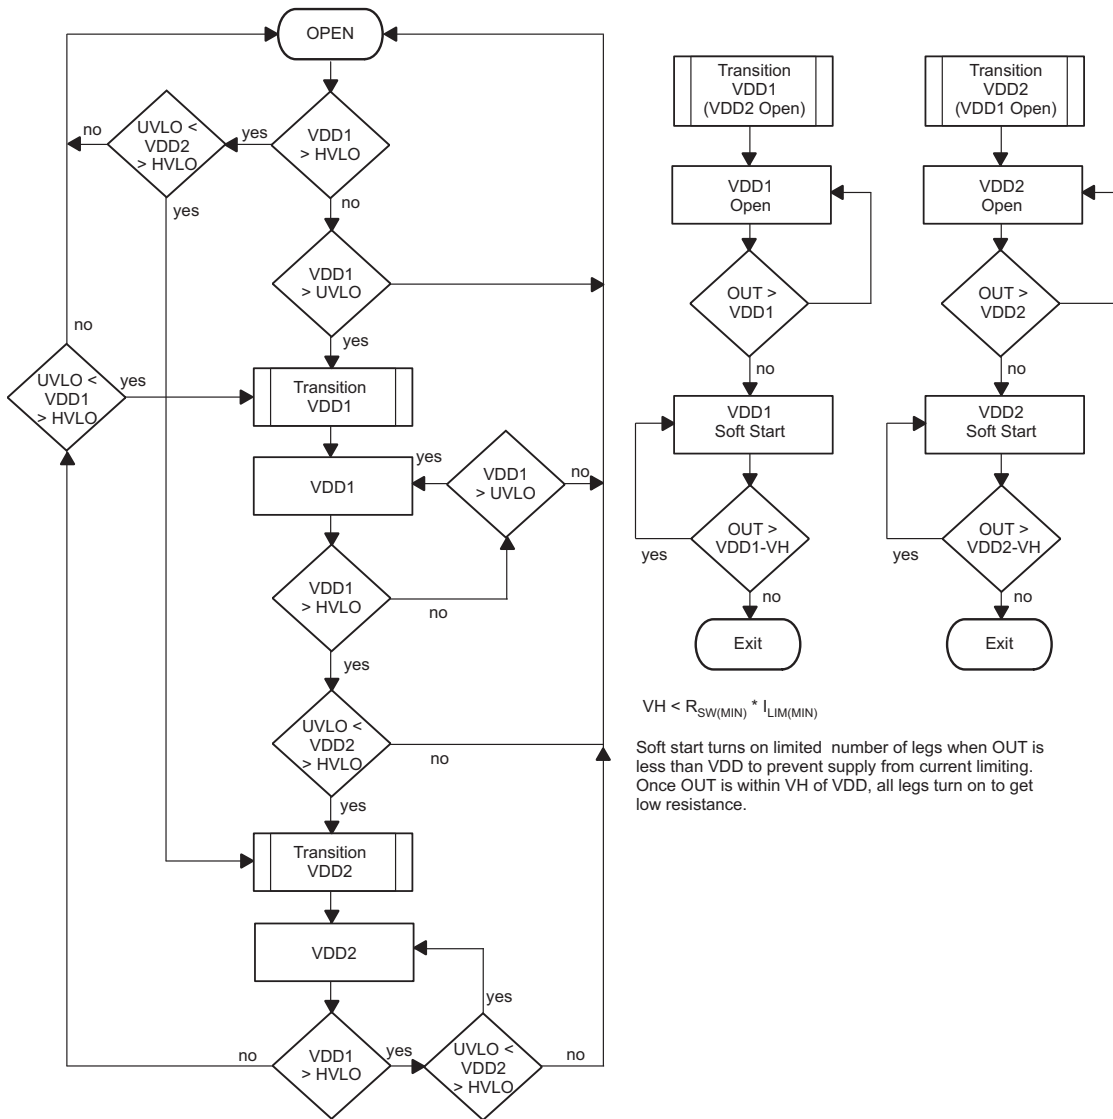 OPEN
VDD1
> HVLO
yes
no
UVLO <
VDD2
> HVLO
no
yes
VDD1
> UVLO
yes
no
UVLO <
VDD1
> HVLO
yes
Transition
VDD1
VDD1
yes
VDD1
> UVLO
no
VDD1
> HVLO
no
yes
UVLO <
VDD2
> HVLO
no
yes
Transition
VDD2
VDD2
yes
no
VDD1
> HVLO
yes
UVLO <
VDD2
> HVLO
no
Transition
VDD1
(VDD2 Open)
VDD1
Open
OUT >
VDD1
no
VDD1
Soft Start
OUT >
VDD1-VH
yes
no
Exit
Transition
VDD2
(VDD1 Open)
VDD2
Open
OUT >
VDD2
no
VDD2
Soft Start
OUT >
VDD2-VH
yes
no
Exit
VH < RSW(MIN) * ILIM(MIN)
Soft start turns on limited number of legs when OUT is
less than VDD to prevent supply from current limiting.
Once OUT is within VH of VDD, all legs turn on to get
low resistance.